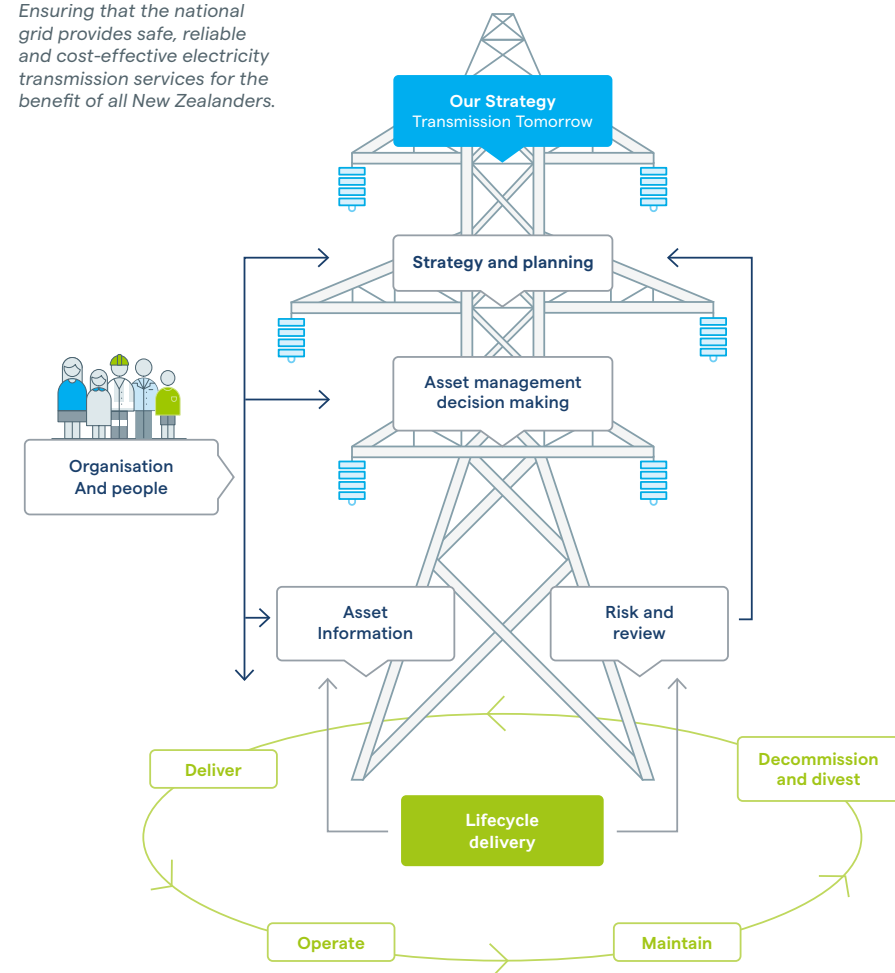 Ensuring that the national
grid provides safe, reliable
and cost-effective electricity
transmission services for the
benefit of all New Zealanders.
Our Strategy
Transmission Tomorrow
Strategy and planning
Asset management
decision making
Organisation
And people
Asset
Information
Risk and
review
Deliver
Decommission
and divest
Lifecycle
delivery
Operate
Maintain